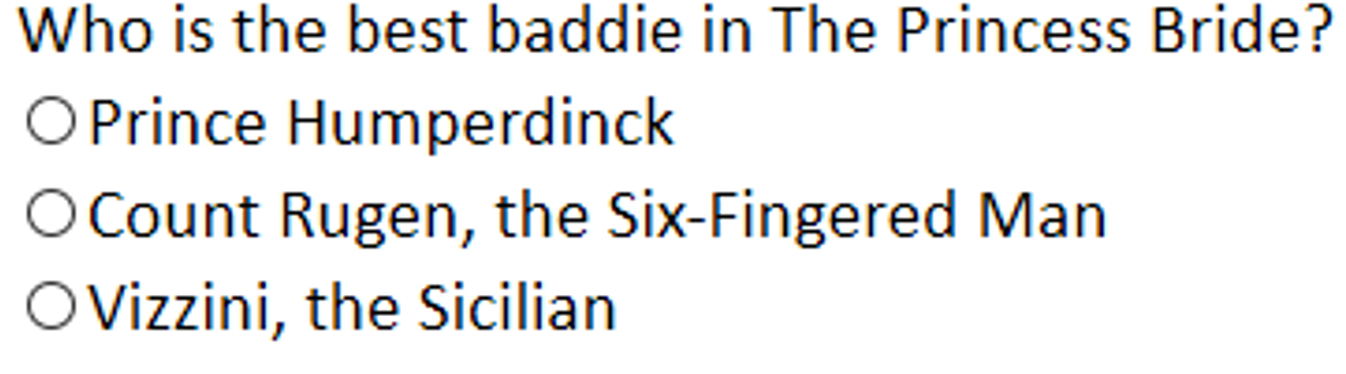 Who is the best baddie in The Princess Bride?
Prince Humperdinck
Count Rugen, the Six-Fingered Man
Vizzini, the Sicilian